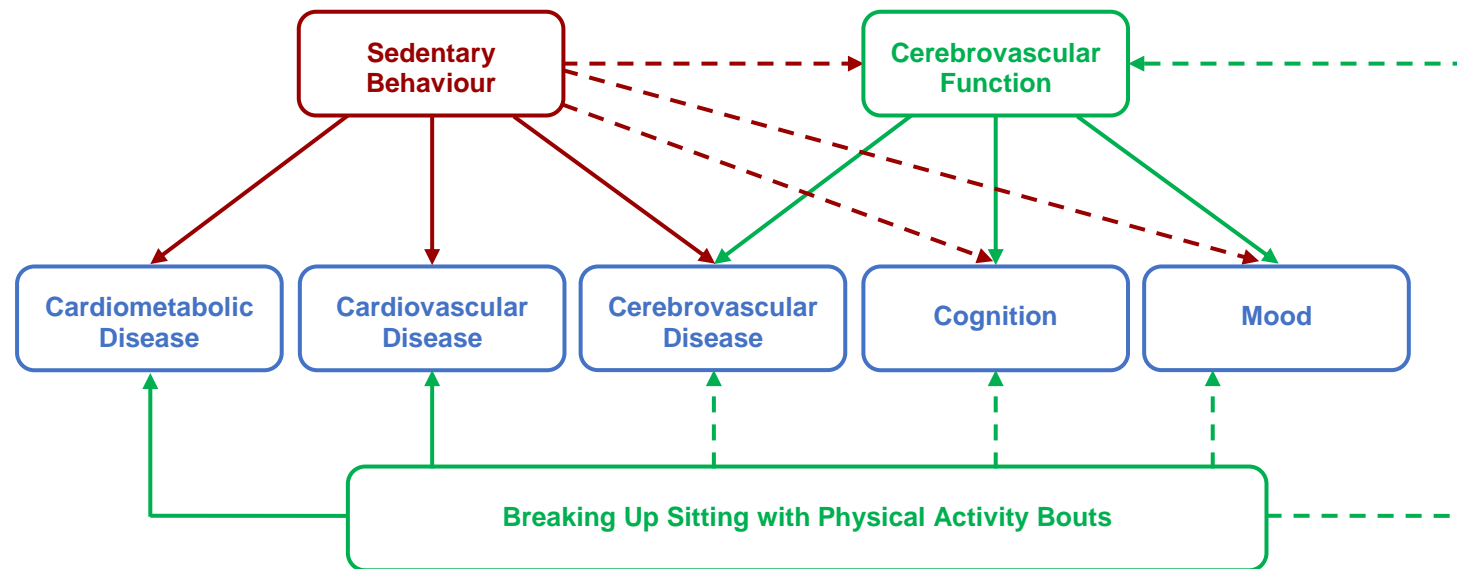 Sedentary
Behaviour
Cerebrovascular
Function
Cardiometabolic
Disease
Cardiovascular
Disease
Cerebrovascular
Disease
Cognition
Mood
Breaking Up Sitting with Physical Activity Bouts